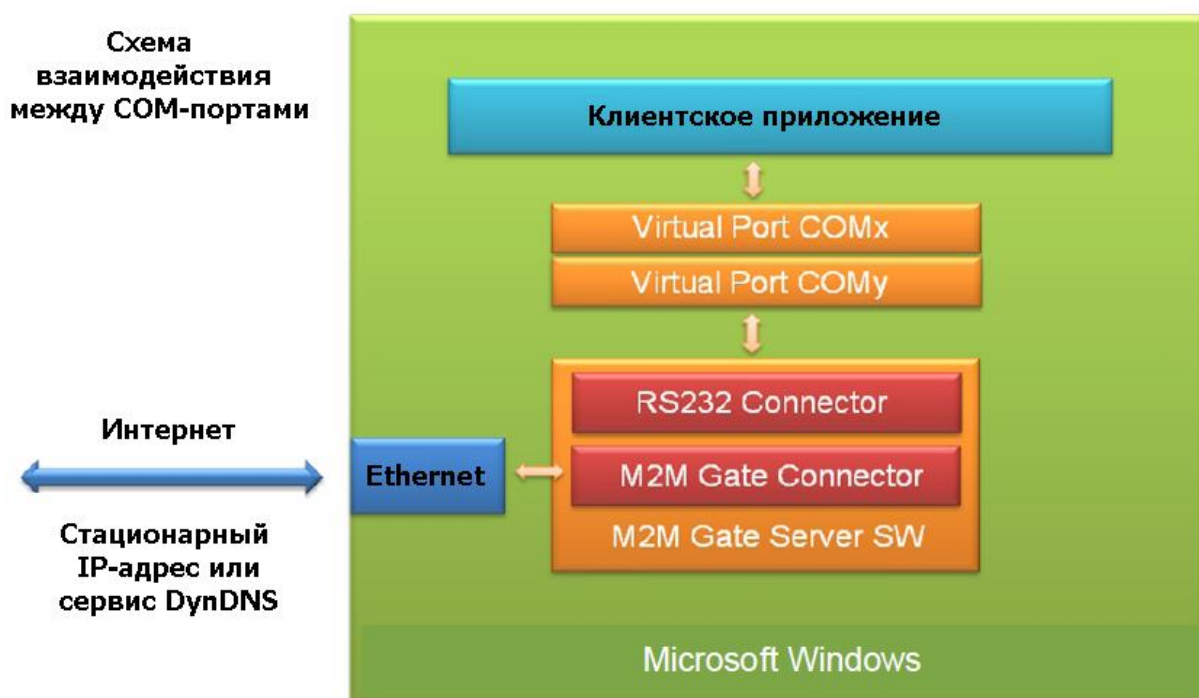 Схема
взаимодействия
между COM-портами
Клиентское приложение
Virtual Port COMx
Virtual Port COMy
RS232 Connector
M2M Gate Connector
M2M Gate Server SW
Ethernet
Интернет
Стационарный
IP-адрес или
сервис DynDNS
Microsoft Windows